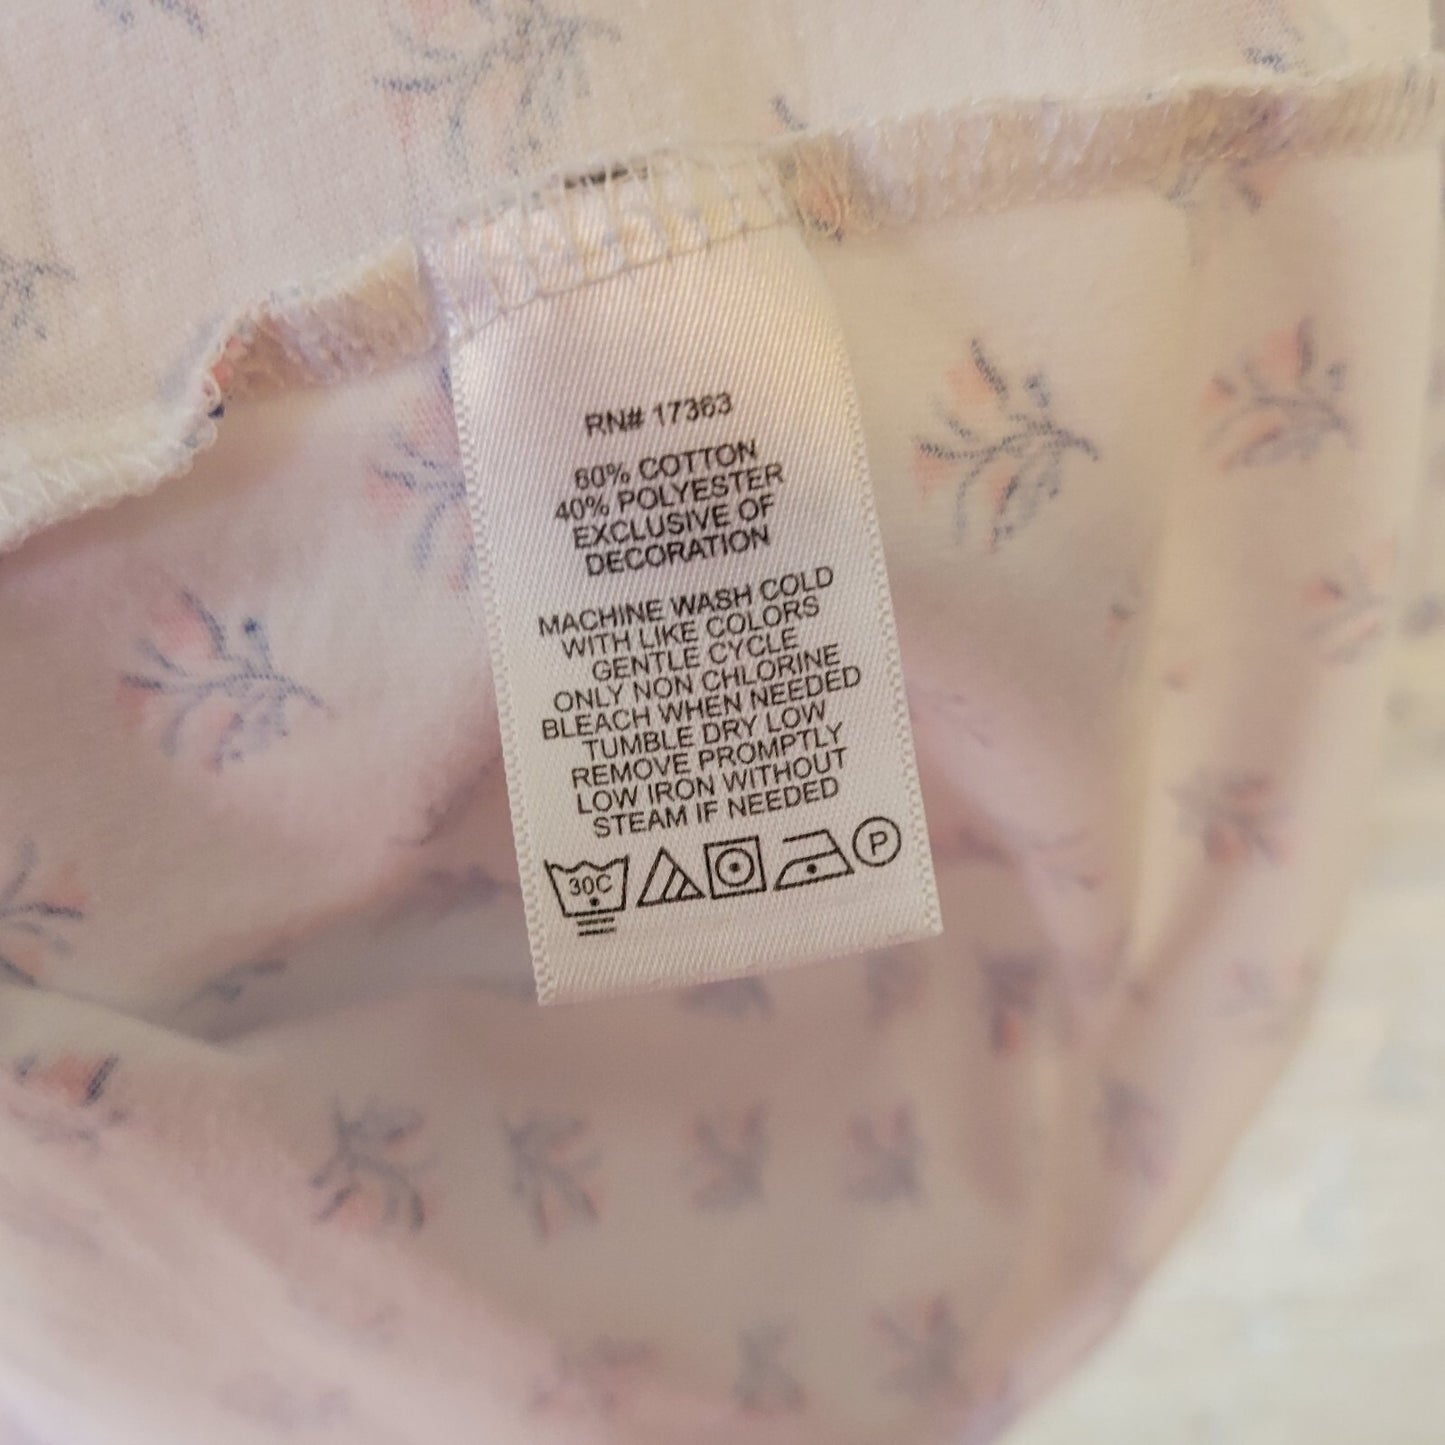 RN# 17363
60% COTTON
40% POLYESTER
EXCLUSIVE OF
DECORATION
MACHINE WASH COLD
WITH LIKE COLORS
GENTLE CYCLE
ONLY NON CHLORINE
BLEACH WHEN NEEDED
TUMBLE DRY LOW
REMOVE PROMPTLY
LOW IRON WITHOUT
STEAM IF NEEDED
30C P